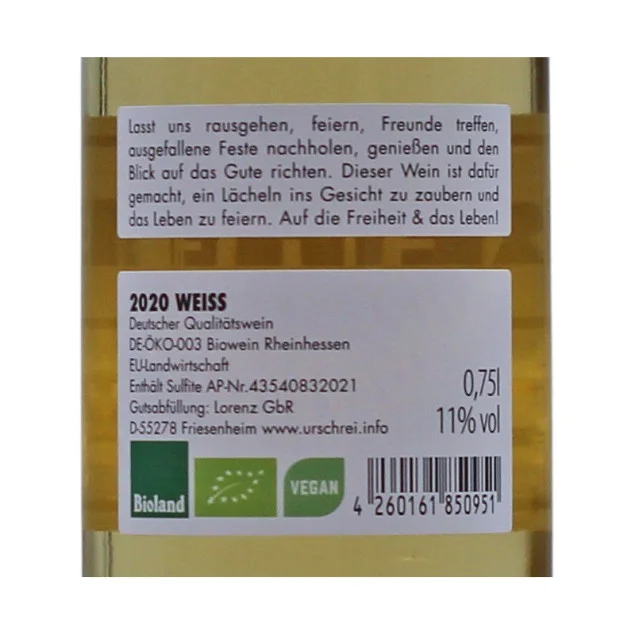 Lasst uns rausgehen, feiern, Freunde treffen,
ausgefallene Feste nachholen, genießen und den
Blick auf das Gute richten. Dieser Wein ist dafür
gemacht, ein Lächeln ins Gesicht zu zaubern und
das Leben zu feiern. Auf die Freiheit & das Leben!
2020 WEISS
Deutscher Qualitätswein
DE-ÖKO-003 Biowein Rheinhessen
EU-Landwirtschaft
Enthält Sulfite AP-Nr.43540832021
Gutsabfüllung: Lorenz GbR
D-55278 Friesenheim www.urschrei.info
0,75l
11% vol
Bioland
VEGAN
4 260161 850951